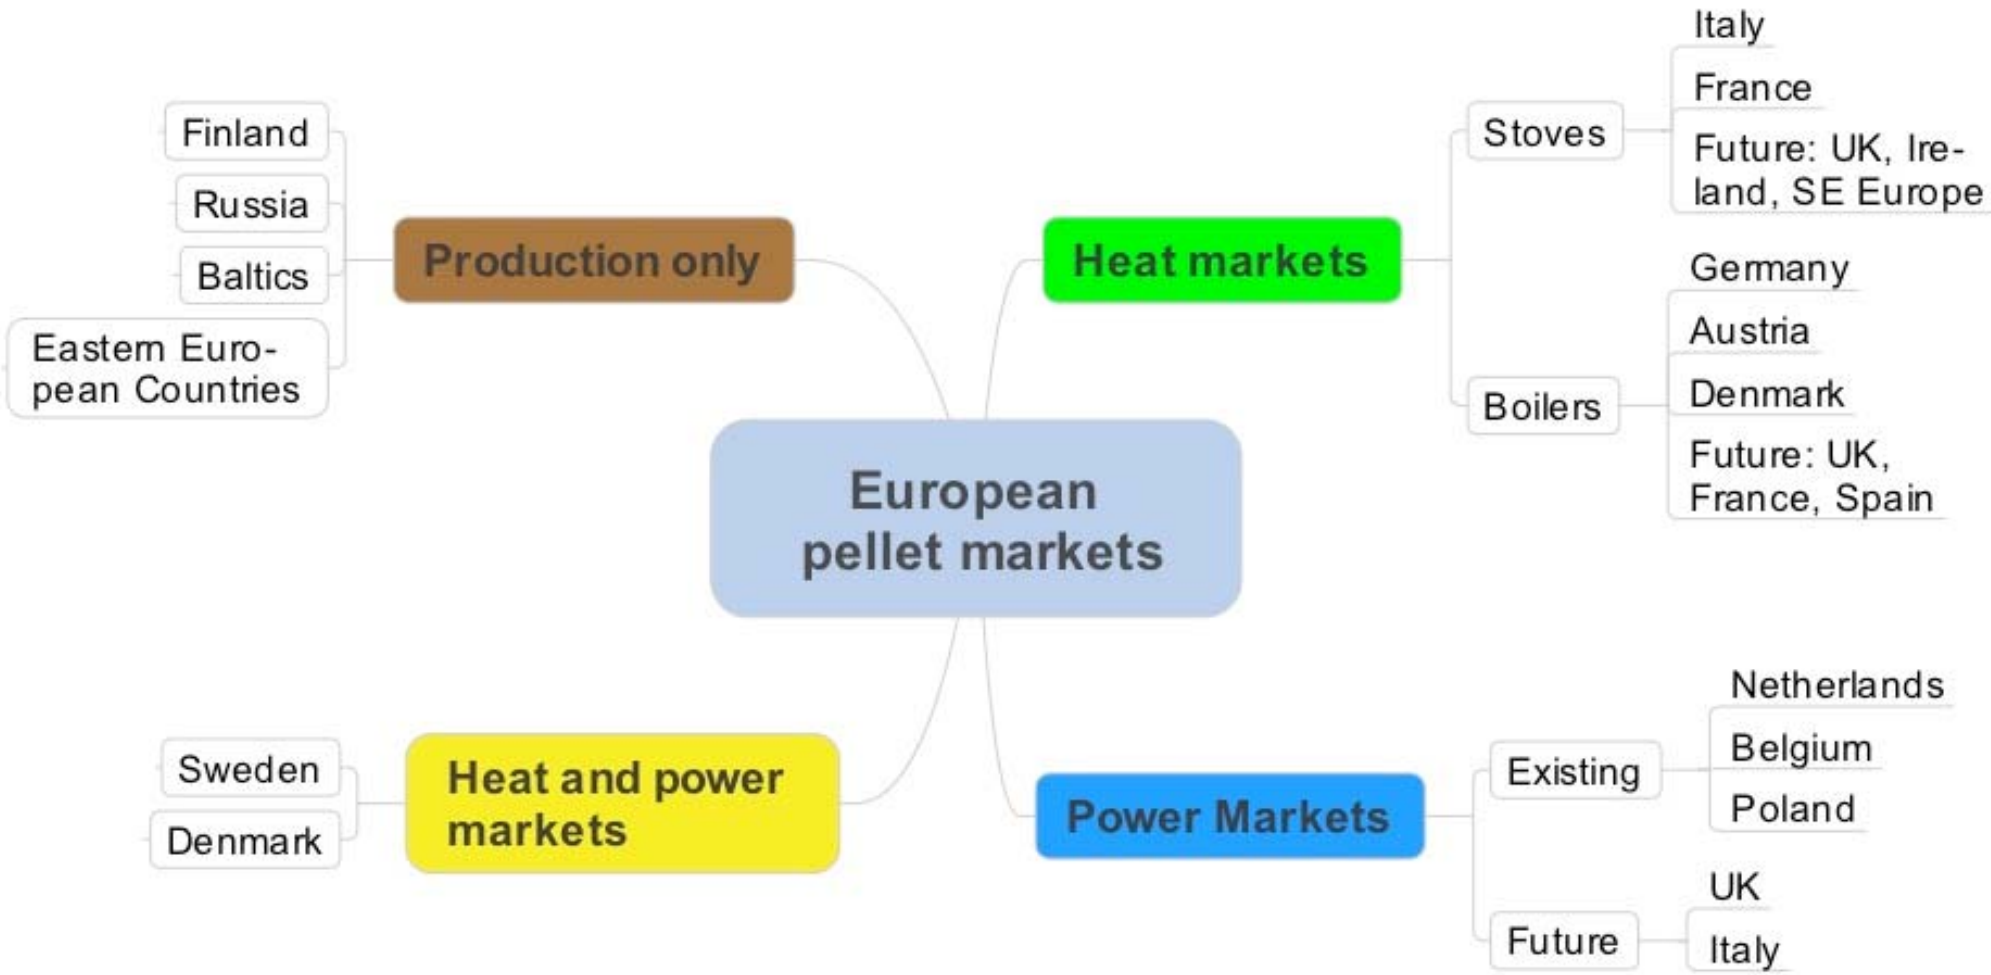 European
pellet markets
Production only
Finland
Russia
Baltics
Eastern Euro-
pean Countries
Heat markets
Stoves
Italy
France
Future: UK, Ire-
land, SE Europe
Boilers
Germany
Austria
Denmark
Future: UK,
France, Spain
Heat and power
markets
Sweden
Denmark
Power Markets
Existing
Netherlands
Belgium
Poland
Future
UK
Italy